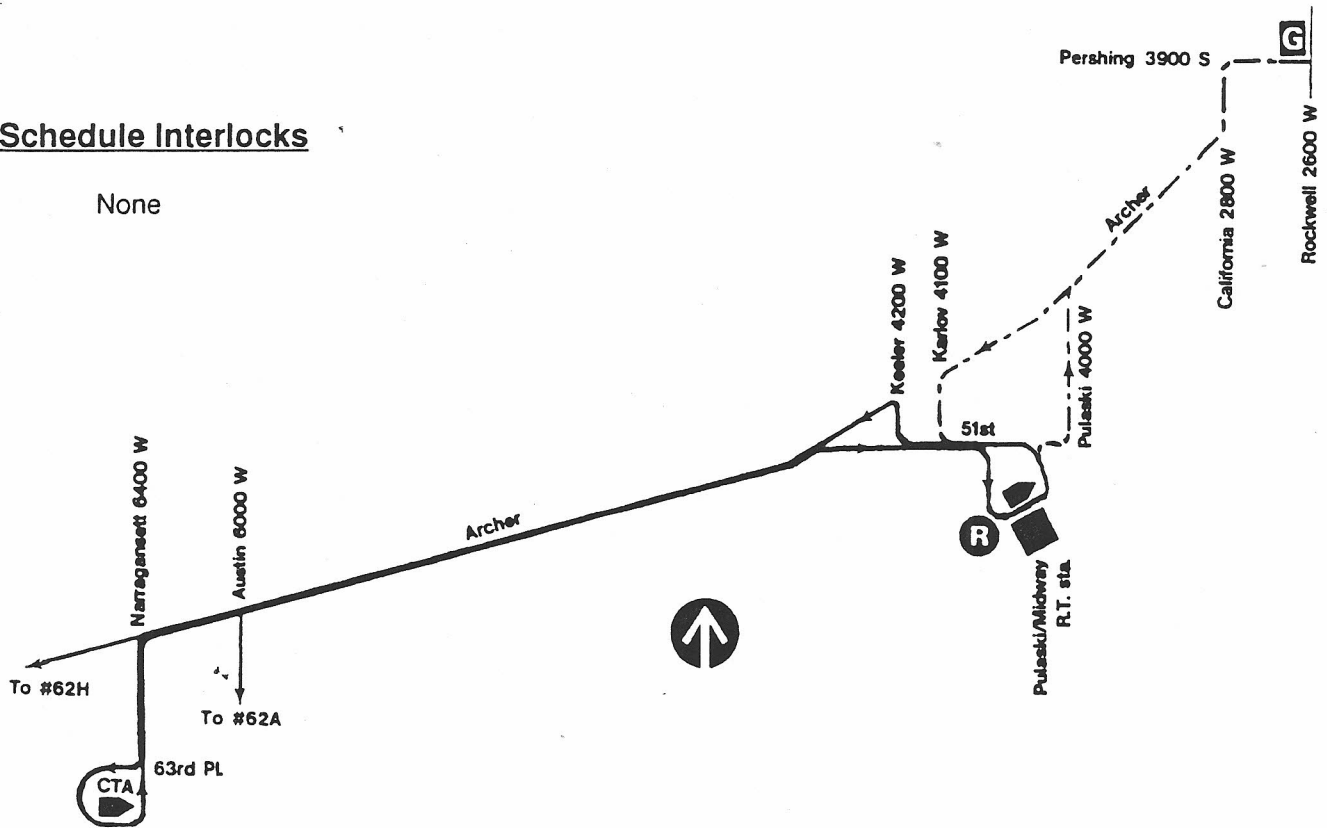 G
Pershing 3900 S
Schedule Interlocks
None
Rockwell 2600 W
California 2800 W
Archer
Keeler 4200 W
Karlov 4100 W
Pulaski 4000 W
51st
Narragansett 6400 W
Austin 6000 W
Archer
R
Pulaski/Midway
R.T. sta.
To #62H
To #62A
63rd PL
CTA